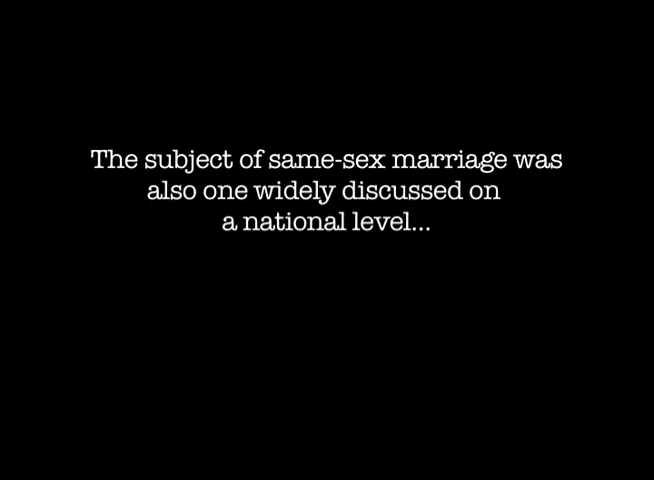 The subject of same-sex marriage was
also one widely discussed on
a national level...